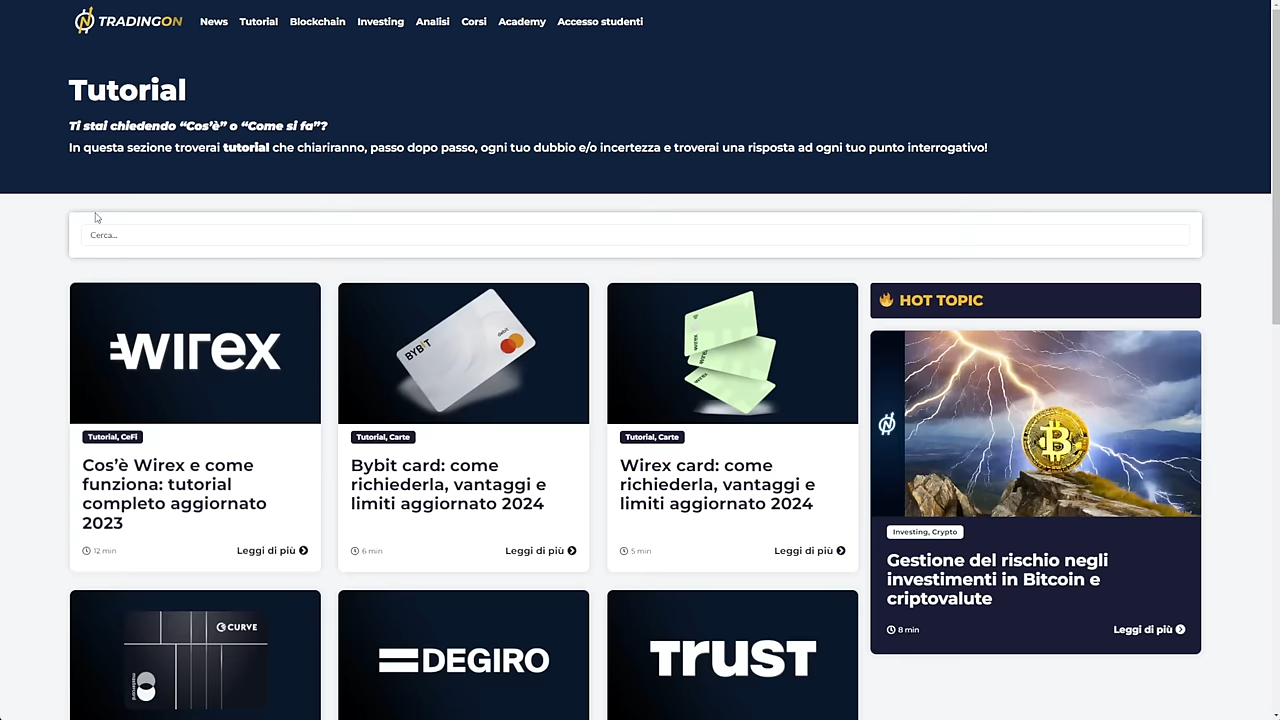 TRADINGON
News
Tutorial
Blockchain
Investing
Analisi
Corsi
Academy
Accesso studenti
Tutorial
Ti stai chiedendo “Cos’è” o “Come si fa”?
In questa sezione troverai tutorial che chiariranno, passo dopo passo, ogni tuo dubbio e/o incertezza e troverai una risposta ad ogni tuo punto interrogativo!
Cerca...
wirex
Tutorial, CeFi
Cos’è Wirex e come
funziona: tutorial
completo aggiornato
2023
12 min
Leggi di più
BYBIT
debit
Tutorial, Carte
Bybit card: come
richiederla, vantaggi e
limiti aggiornato 2024
6 min
Leggi di più
Tutorial, Carte
Wirex card: come
richiederla, vantaggi e
limiti aggiornato 2024
5 min
Leggi di più
HOT TOPIC
Investing, Crypto
Gestione del rischio negli
investimenti in Bitcoin e
criptovalute
8 min
Leggi di più
CURVE
DEGIRO
TRUST